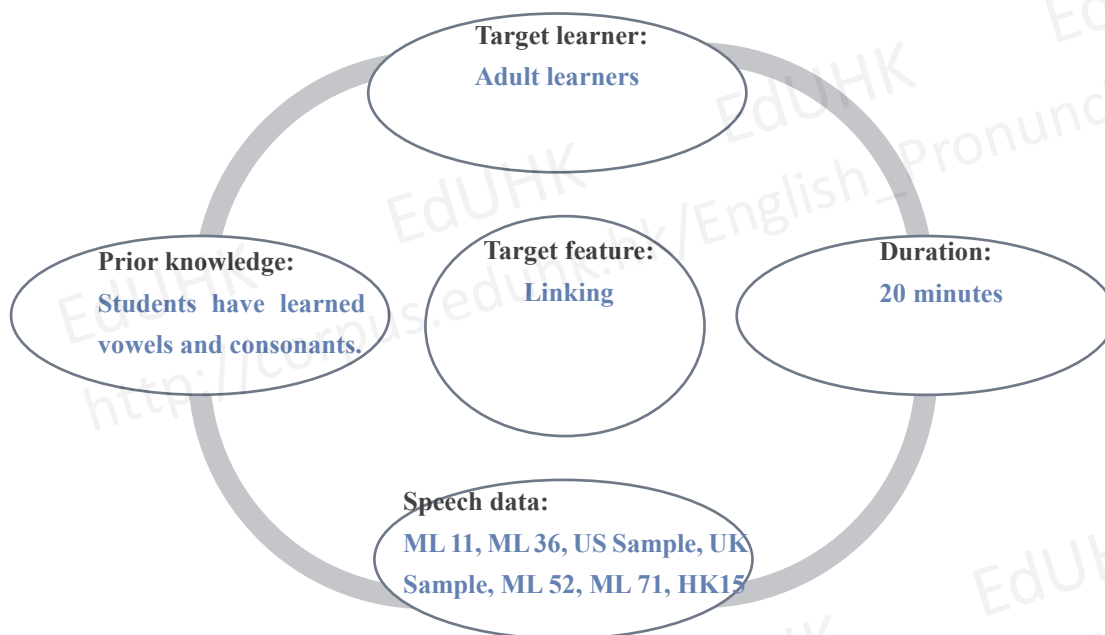 Target learner:
Adult learners
Prior knowledge:
Students have learned
vowels and consonants.
Target feature:
Linking
Duration:
20 minutes
Speech data:
ML 11, ML 36, US Sample, UK
Sample, ML 52, ML 71, HK15
EdUHK
EdUHK
EdUHK
http://corpus.eduhk.hk/English_Pronunc